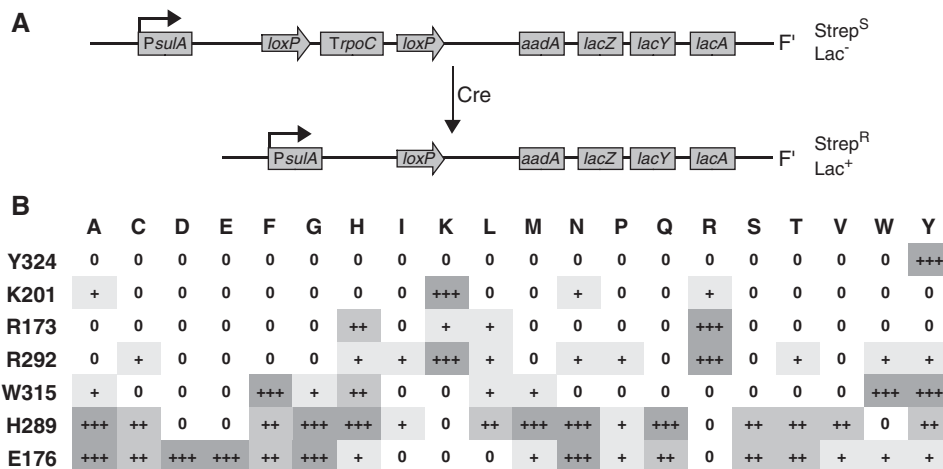 A
PsulA loxP TrpoC loxP aadA lacZ lacY lacA F' StrepS
Lac-
Cre
PsulA loxP aadA lacZ lacY lacA F' StrepR
Lac+
B
A C D E F G H I K L M N P Q R S T V W Y
Y324 0 0 0 0 0 0 0 0 0 0 0 0 0 0 0 0 0 0 0 +++
K201 + 0 0 0 0 0 0 0 +++ 0 0 + 0 0 + 0 0 0 0 0
R173 0 0 0 0 0 0 ++ 0 + + 0 0 0 0 +++ 0 0 0 0 0
R292 0 + 0 0 0 0 + + +++ + 0 + + 0 +++ 0 + 0 + +
W315 + 0 0 0 +++ + ++ 0 0 + + 0 0 0 0 0 0 0 +++ +++
H289 +++ ++ 0 0 ++ +++ +++ + 0 ++ +++ +++ + +++ 0 ++ ++ ++ 0 ++
E176 +++ ++ +++ +++ ++ +++ + 0 0 0 + +++ + ++ 0 ++ ++ + + +